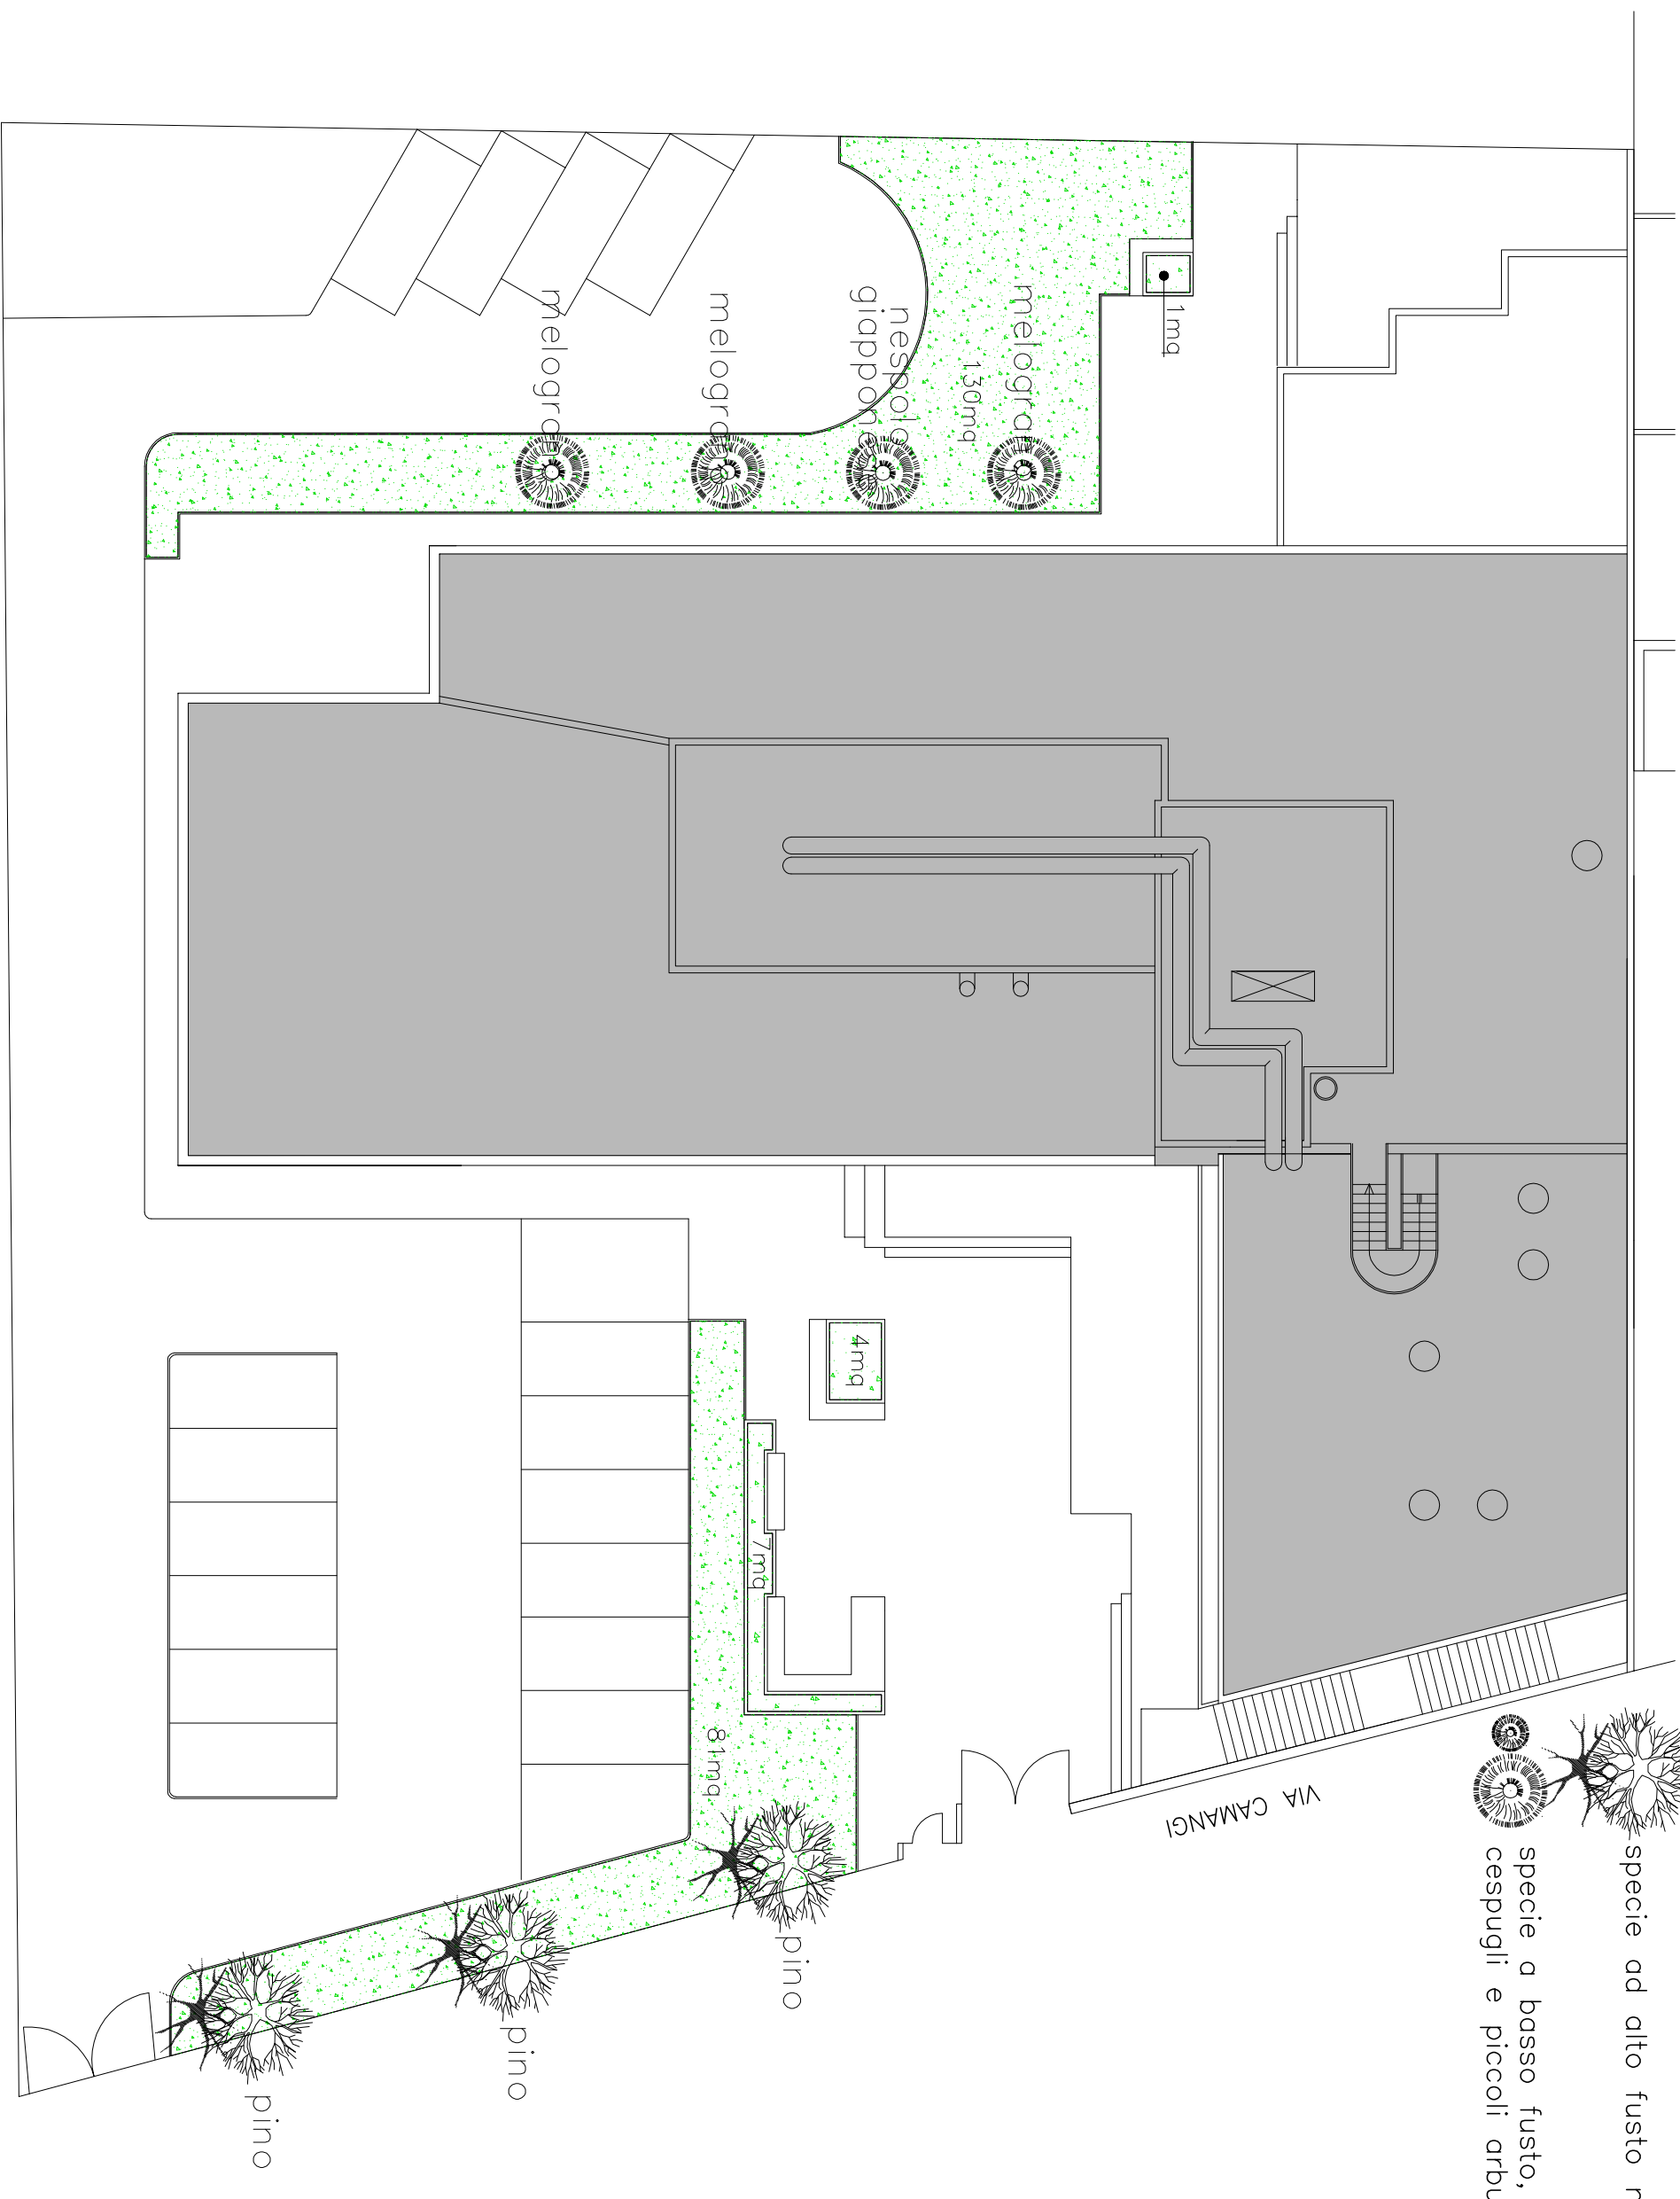 1mq
melograno
130mq
nespolo
giapponese
melograno
melograno
4mq
7mq
81mq
VIA CAMANGI
specie ad alto fusto
specie a basso fusto,
cespugli e piccoli
pino
pino
pino